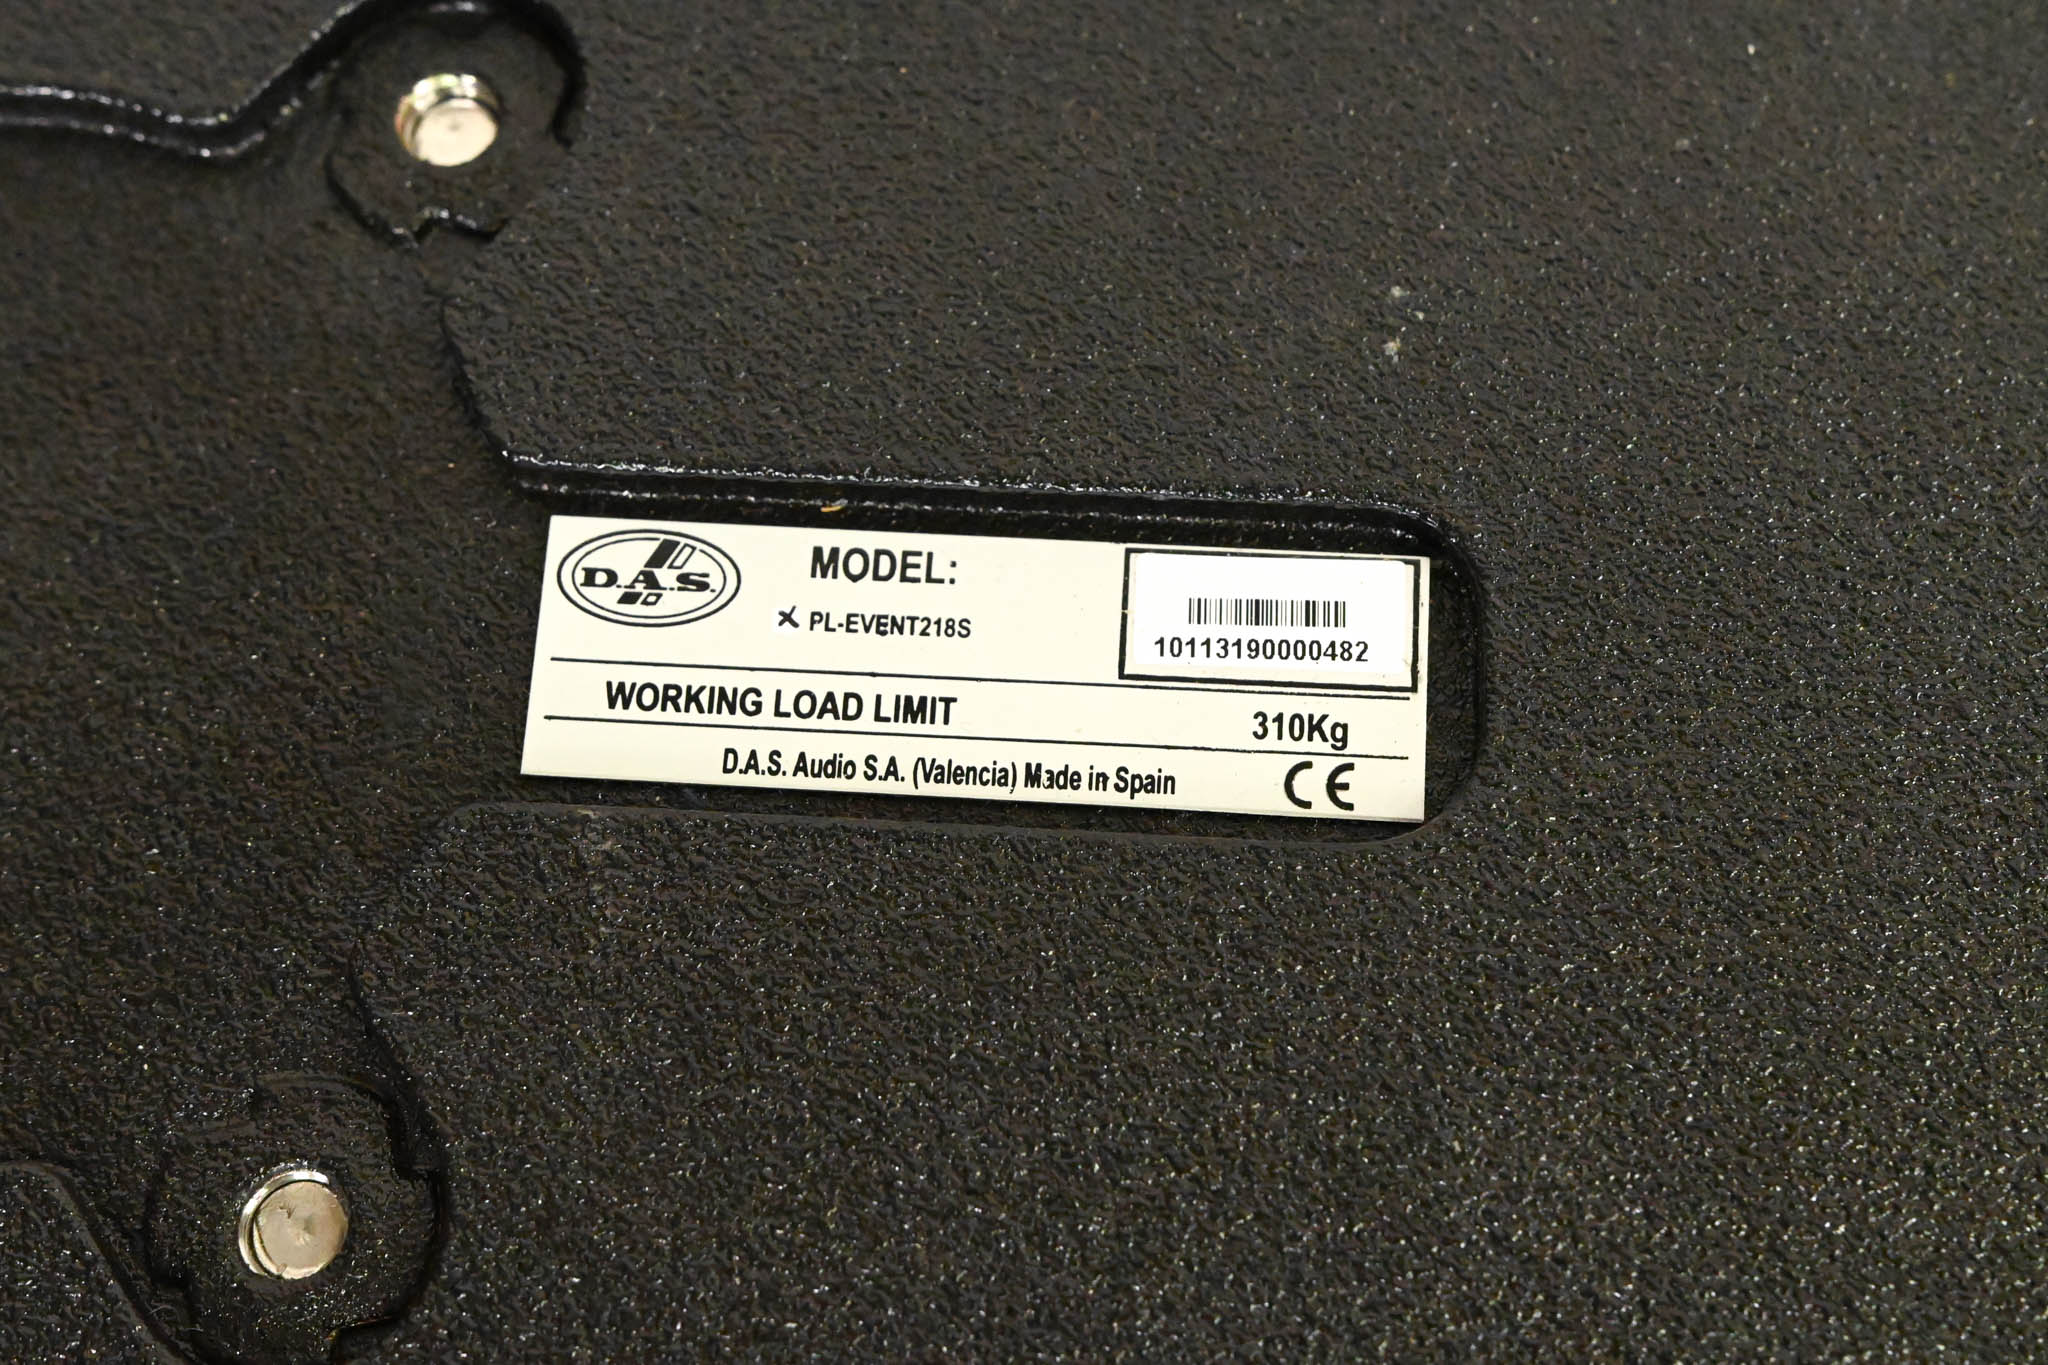 D.A.S.
MODEL:
X PL-EVENT218S
10113190000482
WORKING LOAD LIMIT 310Kg
D.A.S. Audio S.A. (Valencia) Made in Spain CE